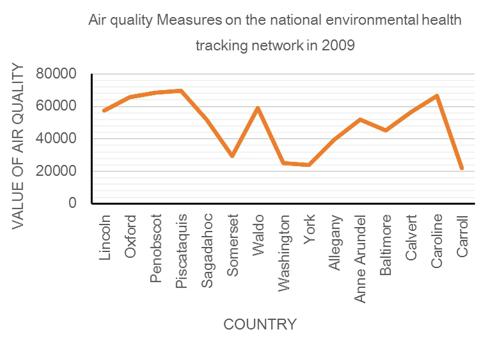 Air quality Measures on the national environmental health
tracking network in 2009
VALUE OF AIR QUALITY
80000
60000
40000
20000
0
Lincoln
Oxford
Penobscot
Piscataquis
Sagadahoc
Somerset
Waldo
Washington
York
Allegany
Anne Arundel
Baltimore
Calvert
Caroline
Carroll
COUNTRY